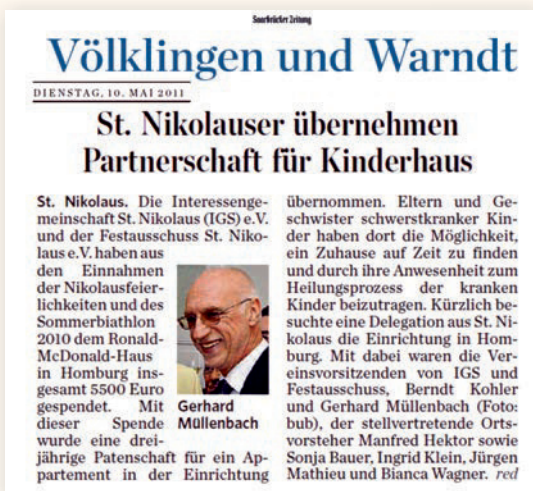 Saarbrücker Zeitung
Völklingen und Warndt
DIENSTAG, 10. MAI 2011
St. Nikolauser übernehmen
Partnerschaft für Kinderhaus
St. Nikolaus. Die Interessenge-
meinschaft St. Nikolaus (IGS) e.V.
und der Festausschuss St. Niko-
laus e.V. haben aus
den Einnahmen
der Nikolausfeier-
lichkeiten und des
Sommerbiathlon
2010 dem Ronald-
McDonald-Haus
in Homburg ins-
gesamt 5500 Euro
gespendet. Mit
dieser Spende
wurde eine drei-
jährige Patenschaft für ein Ap-
partement in der Einrichtung
Gerhard
Müllenbach
übernommen. Eltern und Ge-
schwister schwerstkranker Kin-
der haben dort die Möglichkeit,
ein Zuhause auf Zeit zu finden
und durch ihre Anwesenheit zum
Heilungsprozess der kranken
Kinder beizutragen. Kürzlich be-
suchte eine Delegation aus St. Ni-
kolaus die Einrichtung in Hom-
burg. Mit dabei waren die Ver-
einsvorsitzenden von IGS und
Festausschuss, Berndt Kohler
und Gerhard Müllenbach (Foto:
bub), der stellvertretende Orts-
vorsteher Manfred Hektor sowie
Sonja Bauer, Ingrid Klein, Jürgen
Mathieu und Bianca Wagner. red